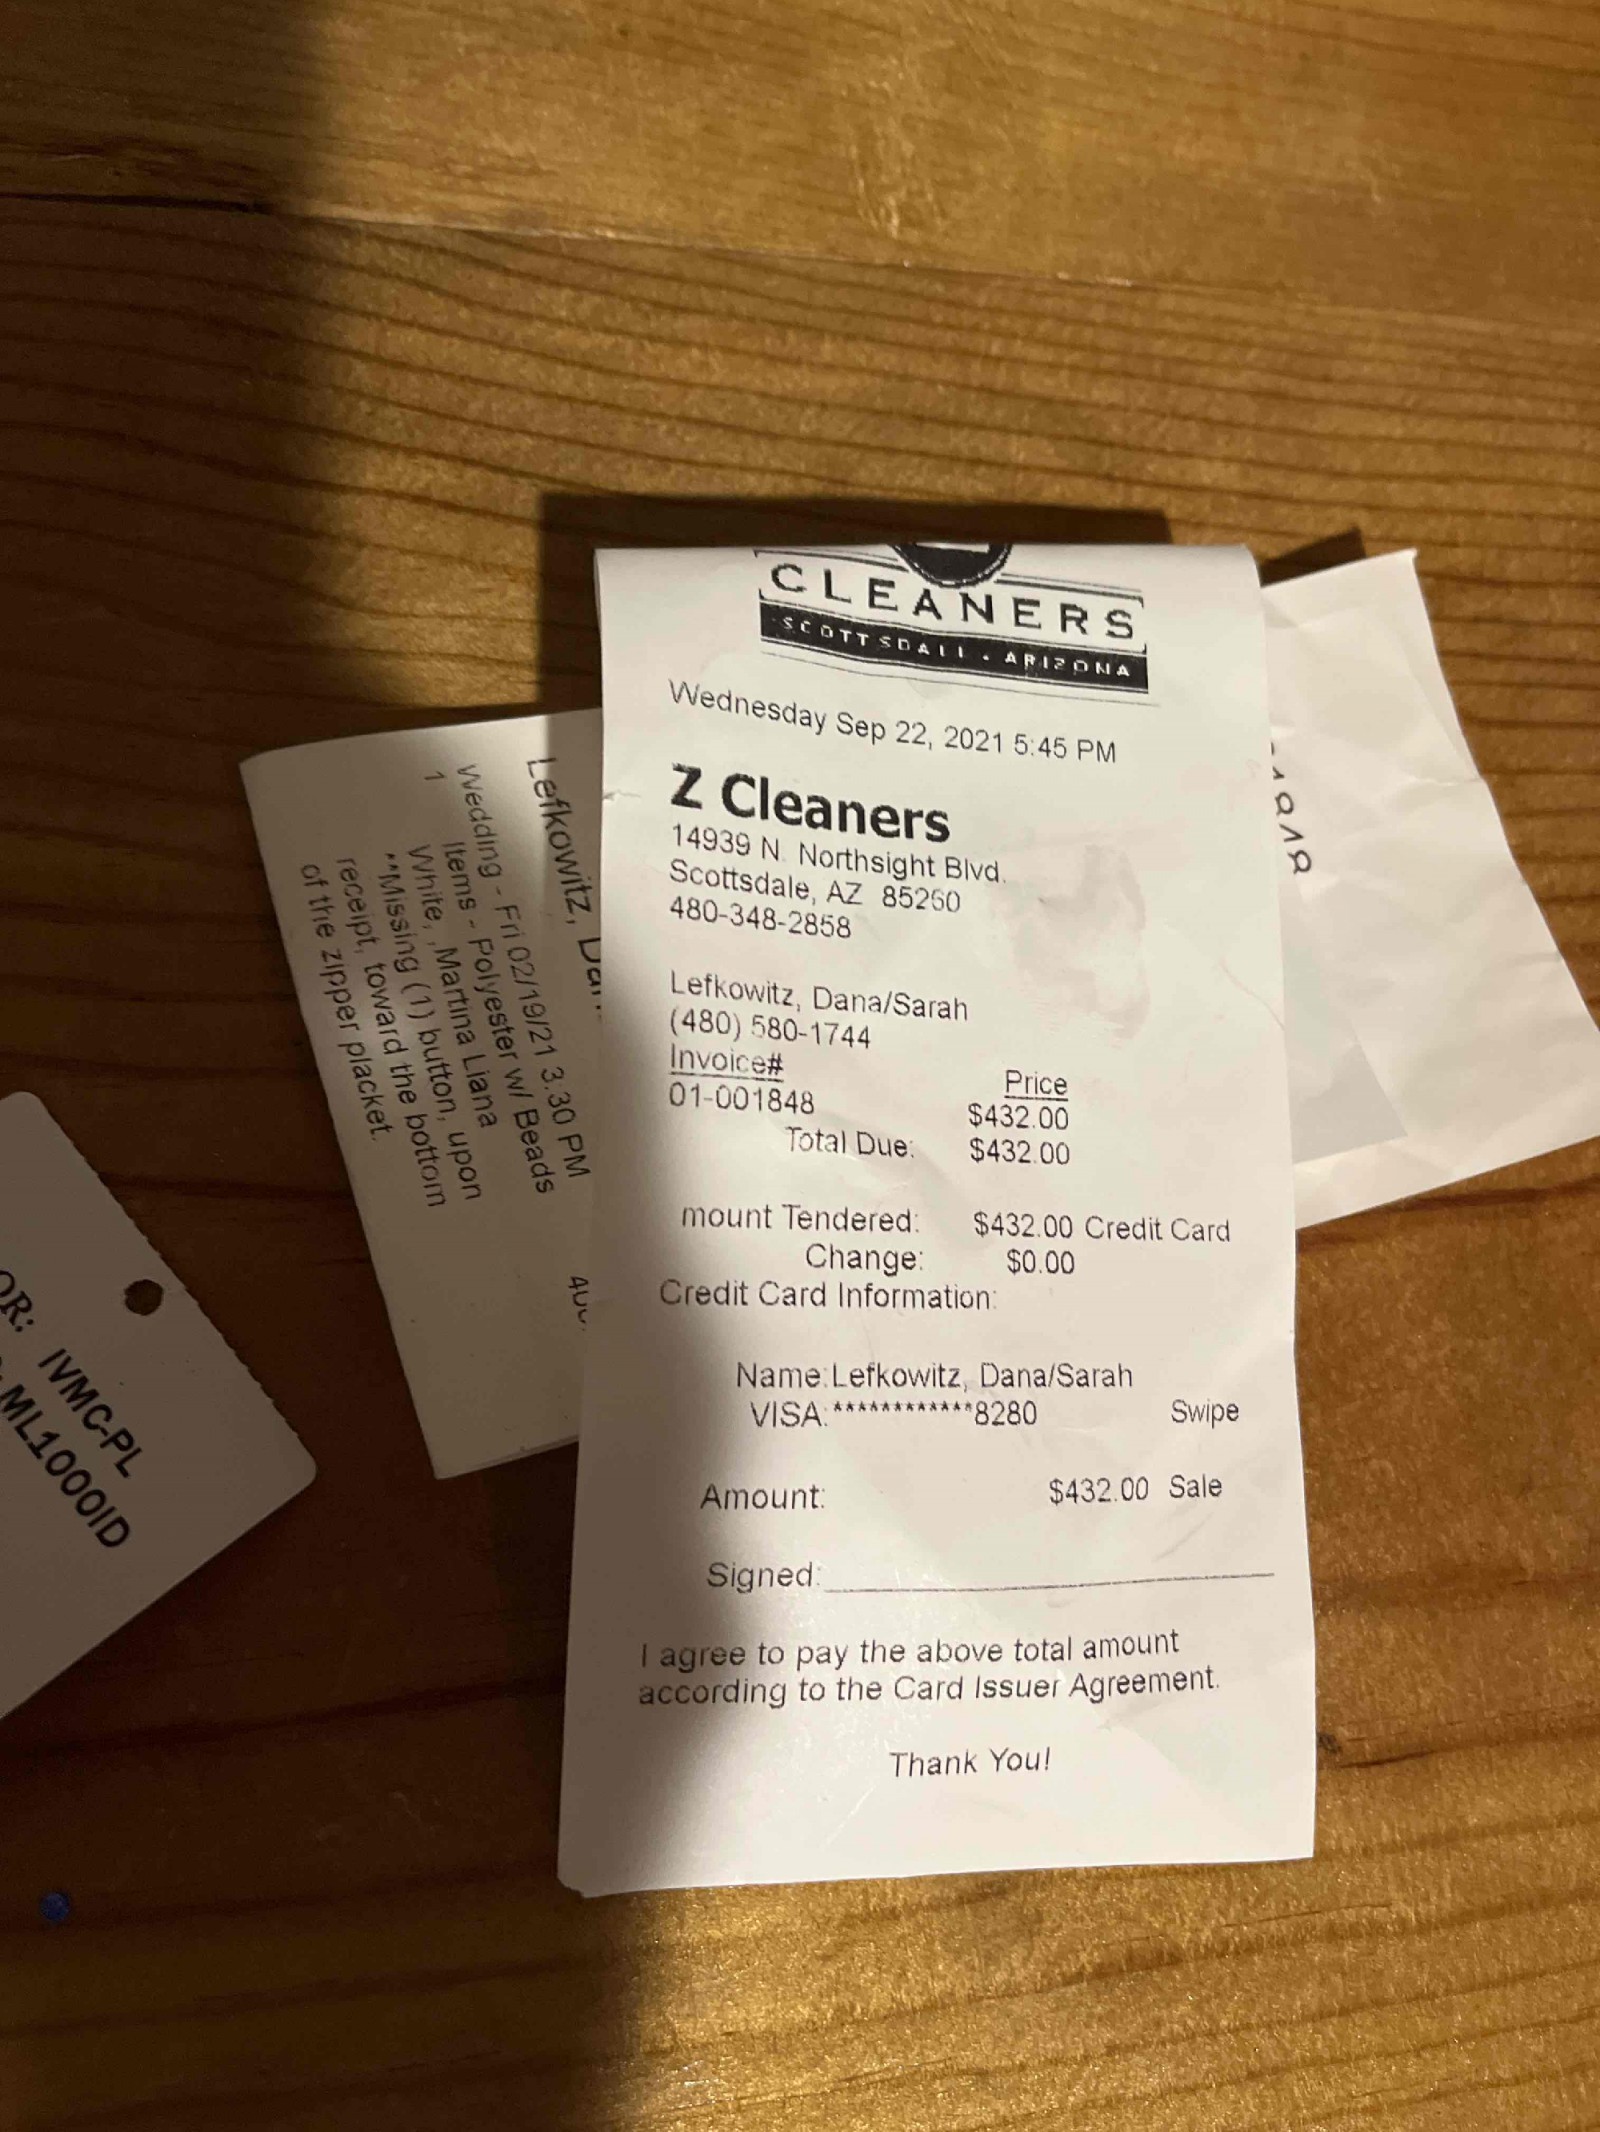 CLEANERS
SCOTTSDALE . ARIZONA
Wednesday Sep 22, 2021 5:45 PM
Z Cleaners
14939 N. Northsight Blvd.
Scottsdale, AZ 85260
480-348-2858
Lefkowitz, Dana/Sarah
(480) 580-1744
Invoice# Price
01-001848 $432.00
Total Due: $432.00
mount Tendered: $432.00 Credit Card
Change: $0.00
Credit Card Information:
Name:Lefkowitz, Dana/Sarah
VISA:************8280 Swipe
Amount: $432.00 Sale
Signed:
I agree to pay the above total amount
according to the Card Issuer Agreement.
Thank You!
Lefkowitz,
Wedding - Fri 02/19/21 3:30 PM
1 Items - Polyester w/ Beads
White, ,Martina Liana
**Missing (1) button, upon
receipt, toward the bottom
of the zipper placket.
OR: IVMC-PL
ML1000ID